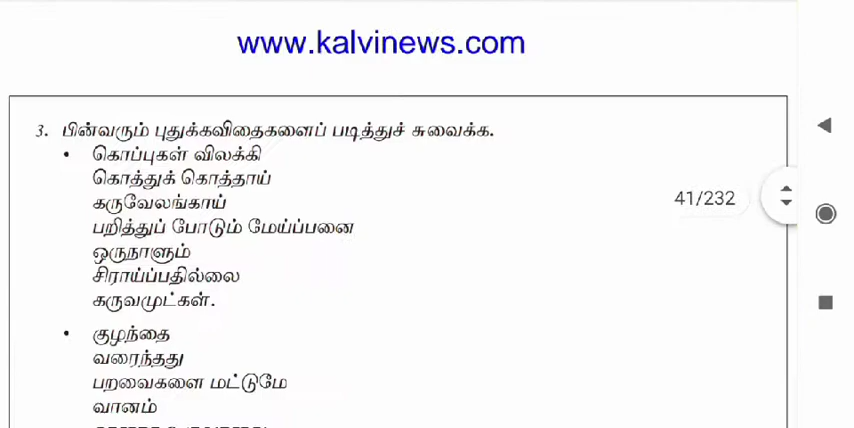 www.kalvinews.com
3. பின்வரும் புதுக்கவிதைகளைப் படித்துச் சுவைக்க.
• கொப்புகள் விலக்கி
கொத்துக் கொத்தாய்
கருவேலங்காய்
பறித்துப் போடும் மேய்ப்பனை
ஒருநாளும்
சிராய்ப்பதில்லை
கருவமுட்கள்.
41/232
• குழந்தை
வரைந்தது
பறவைகளை மட்டுமே
வானம்